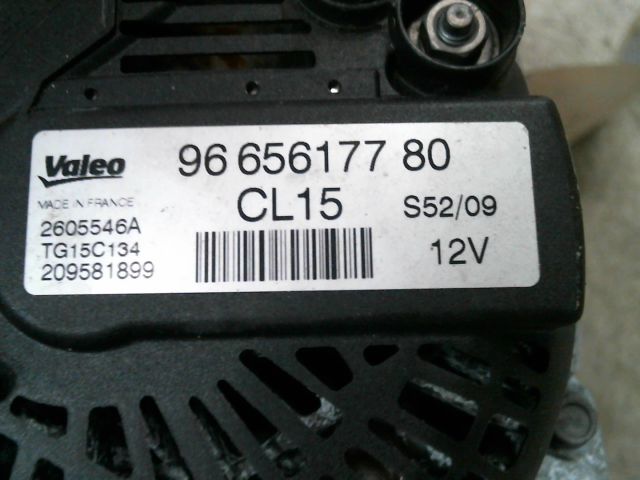 Valeo
96 656177 80
MADE IN FRANCE
CL15
S52/09
2605546A
TG15C134
209581899
12V